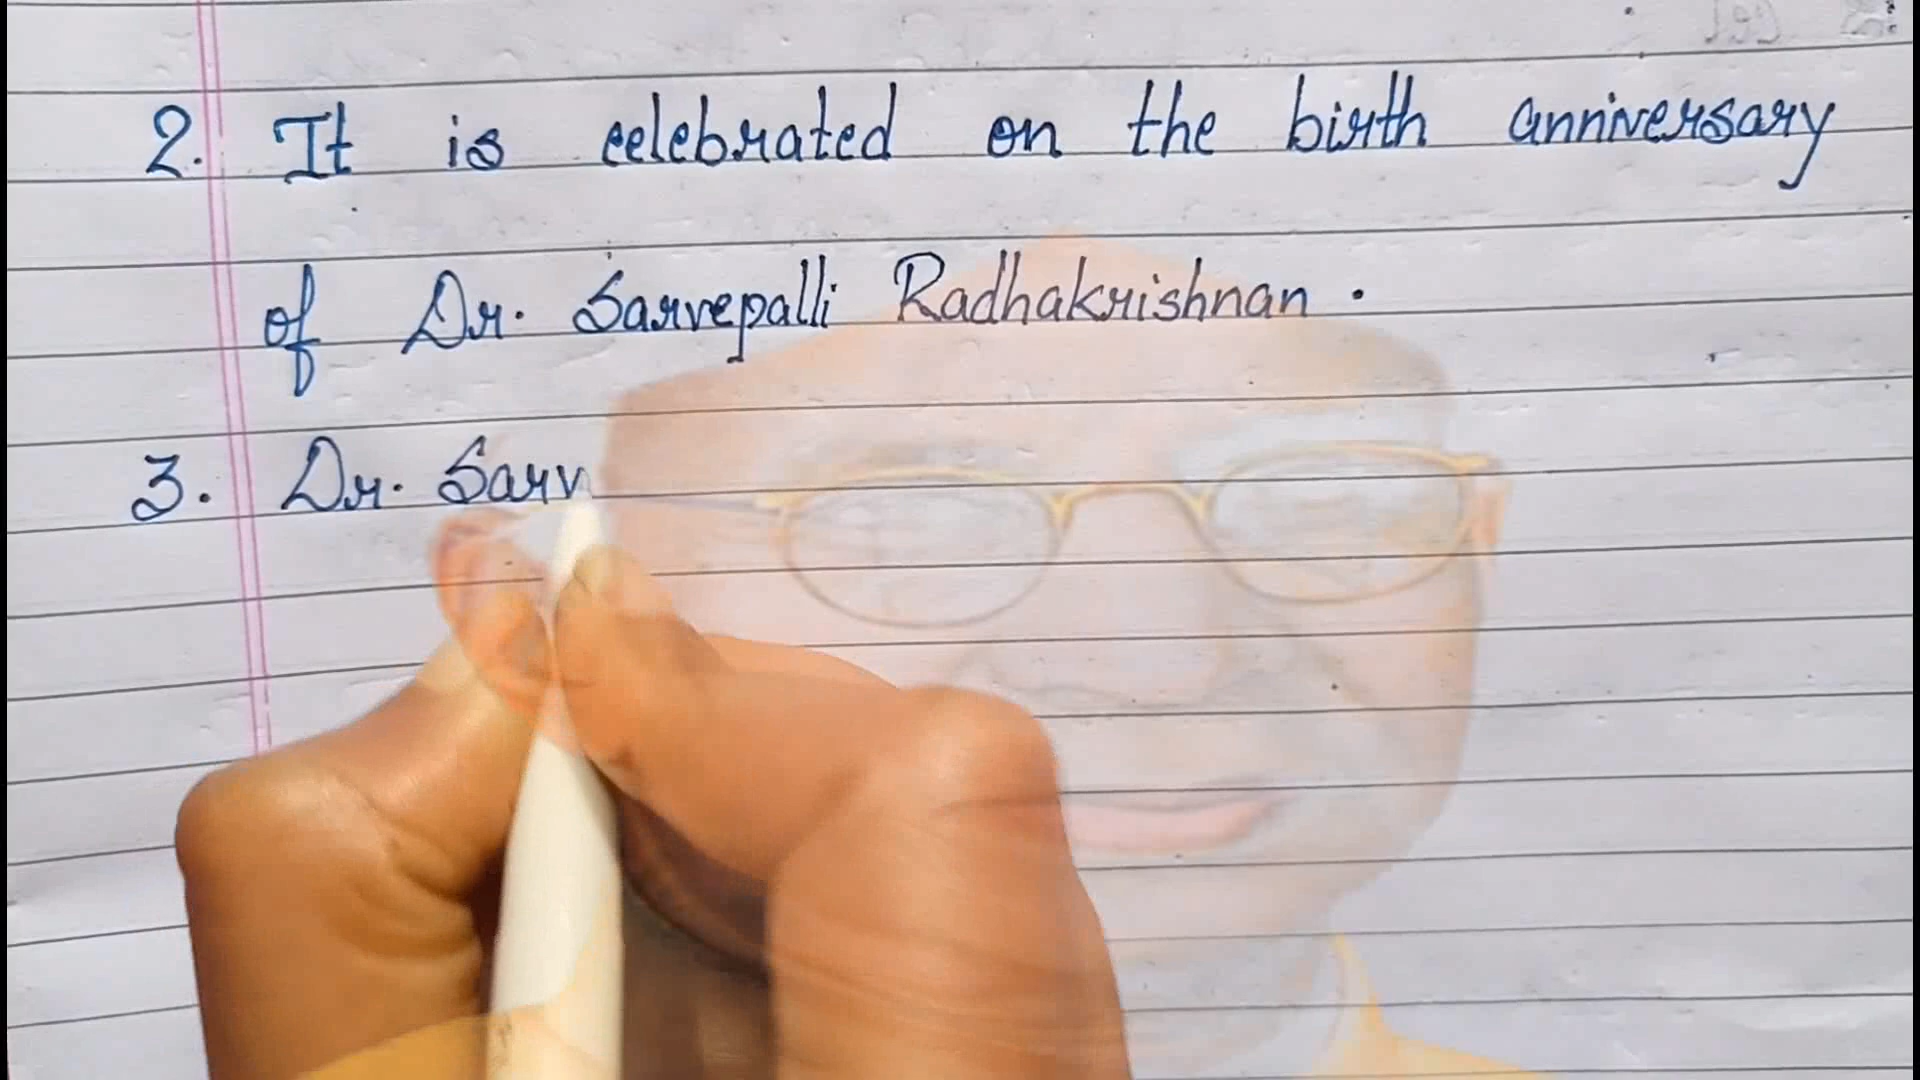 2. It is celebrated on the birth anniversary
of Dr. Sarvepalli Radhakrishnan.
3. Dr. Sarv